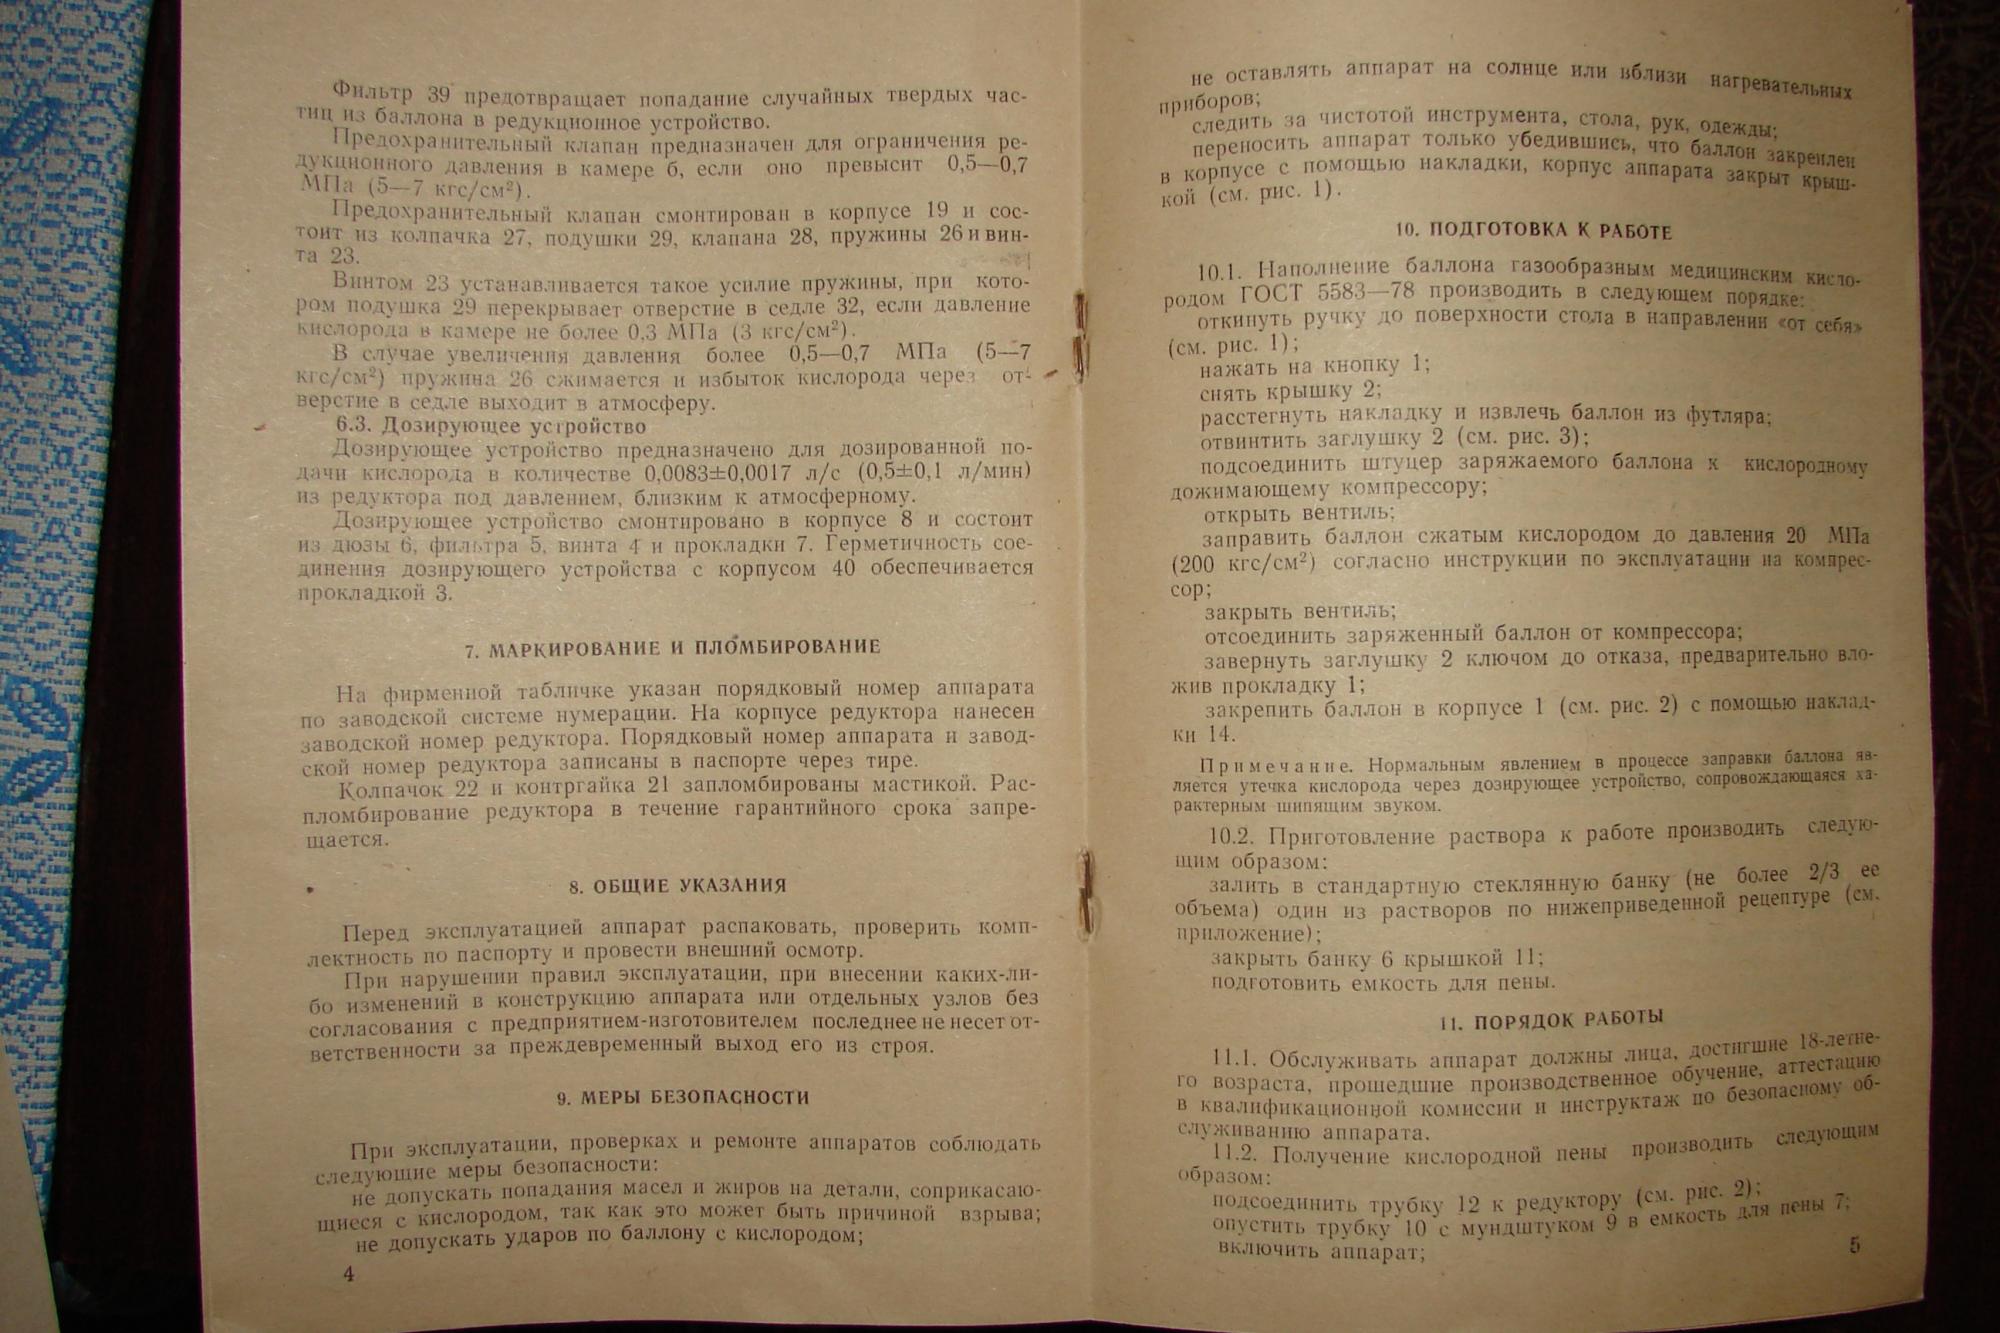 Фильтр 39 предотвращает попадание случайных твердых час-
тиц из баллона в редукционное устройство.
Предохранительный клапан предназначен для ограничения ре-
дукционного давления в камере б, если оно превысит 0,5—0,7
МПа (5—7 кгс/см²).
Предохранительный клапан смонтирован в корпусе 19 и сос-
тоит из колпачка 27, подушки 29, клапана 28, пружины 26 и вин-
та 23.
Винтом 23 устанавливается такое усилие пружины, при кото-
ром подушка 29 перекрывает отверстие в седле 32, если давление
кислорода в камере не более 0,3 МПа (3 кгс/см²).
В случае увеличения давления более 0,5—0,7 МПа (5—7
кгс/см²) пружина 26 сжимается и избыток кислорода через от-
верстие в седле выходит в атмосферу.
6.3. Дозирующее устройство
Дозирующее устройство предназначено для дозированной по-
дачи кислорода в количестве 0,0083±0,0017 л/с (0,5±0,1 л/мин)
из редуктора под давлением, близким к атмосферному.
Дозирующее устройство смонтировано в корпусе 8 и состоит
из дюзы 6, фильтра 5, винта 4 и прокладки 7. Герметичность сое-
динения дозирующего устройства с корпусом 40 обеспечивается
прокладкой 3.
7. МАРКИРОВАНИЕ И ПЛОМБИРОВАНИЕ
На фирменной табличке указан порядковый номер аппарата
по заводской системе нумерации. На корпусе редуктора нанесен
заводской номер редуктора. Порядковый номер аппарата и завод-
ской номер редуктора записаны в паспорте через тире.
Колпачок 22 и контргайка 21 запломбированы мастикой. Рас-
пломбирование редуктора в течение гарантийного срока запре-
щается.
8. ОБЩИЕ УКАЗАНИЯ
Перед эксплуатацией аппарат распаковать, проверить комп-
лектность по паспорту и провести внешний осмотр.
При нарушении правил эксплуатации, при внесении каких-ли-
бо изменений в конструкцию аппарата или отдельных узлов без
согласования с предприятием-изготовителем последнее не несет от-
ветственности за преждевременный выход его из строя.
9. МЕРЫ БЕЗОПАСНОСТИ
При эксплуатации, проверках и ремонте аппаратов соблюдать
следующие меры безопасности:
не допускать попадания масел и жиров на детали, соприкасаю-
щиеся с кислородом, так как это может быть причиной взрыва;
не допускать ударов по баллону с кислородом;
4
не оставлять аппарат на солнце или вблизи нагревательных
приборов;
следить за чистотой инструмента, стола, рук, одежды;
переносить аппарат только убедившись, что баллон закреплен
в корпусе с помощью накладки, корпус аппарата закрыт крыш-
кой (см. рис. 1).
10. ПОДГОТОВКА К РАБОТЕ
10.1. Наполнение баллона газообразным медицинским кисло-
родом ГОСТ 5583—78 производить в следующем порядке:
откинуть ручку до поверхности стола в направлении «от себя»
(см. рис. 1);
нажать на кнопку 1;
снять крышку 2;
расстегнуть накладку и извлечь баллон из футляра;
отвинтить заглушку 2 (см. рис. 3);
подсоединить штуцер заряжаемого баллона к кислородному
дожимающему компрессору;
открыть вентиль;
заправить баллон сжатым кислородом до давления 20 МПа
(200 кгс/см²) согласно инструкции по эксплуатации на компрес-
сор;
закрыть вентиль;
отсоединить заряженный баллон от компрессора;
завернуть заглушку 2 ключом до отказа, предварительно вло-
жив прокладку 1;
закрепить баллон в корпусе 1 (см. рис. 2) с помощью наклад-
ки 14.
Примечание. Нормальным явлением в процессе заправки баллона яв-
ляется утечка кислорода через дозирующее устройство, сопровождающаяся ха-
рактерным шипящим звуком.
10.2. Приготовление раствора к работе производить следую-
щим образом:
залить в стандартную стеклянную банку (не более 2/3 ее
объема) один из растворов по нижеприведенной рецептуре (см.
приложение);
закрыть банку 6 крышкой 11;
подготовить емкость для пены.
11. ПОРЯДОК РАБОТЫ
11.1. Обслуживать аппарат должны лица, достигшие 18-летне-
го возраста, прошедшие производственное обучение, аттестацию
в квалификационной комиссии и инструктаж по безопасному об-
служиванию аппарата.
11.2. Получение кислородной пены производить следующим
образом:
подсоединить трубку 12 к редуктору (см. рис. 2);
опустить трубку 10 с мундштуком 9 в емкость для пены 7;
включить аппарат;
5